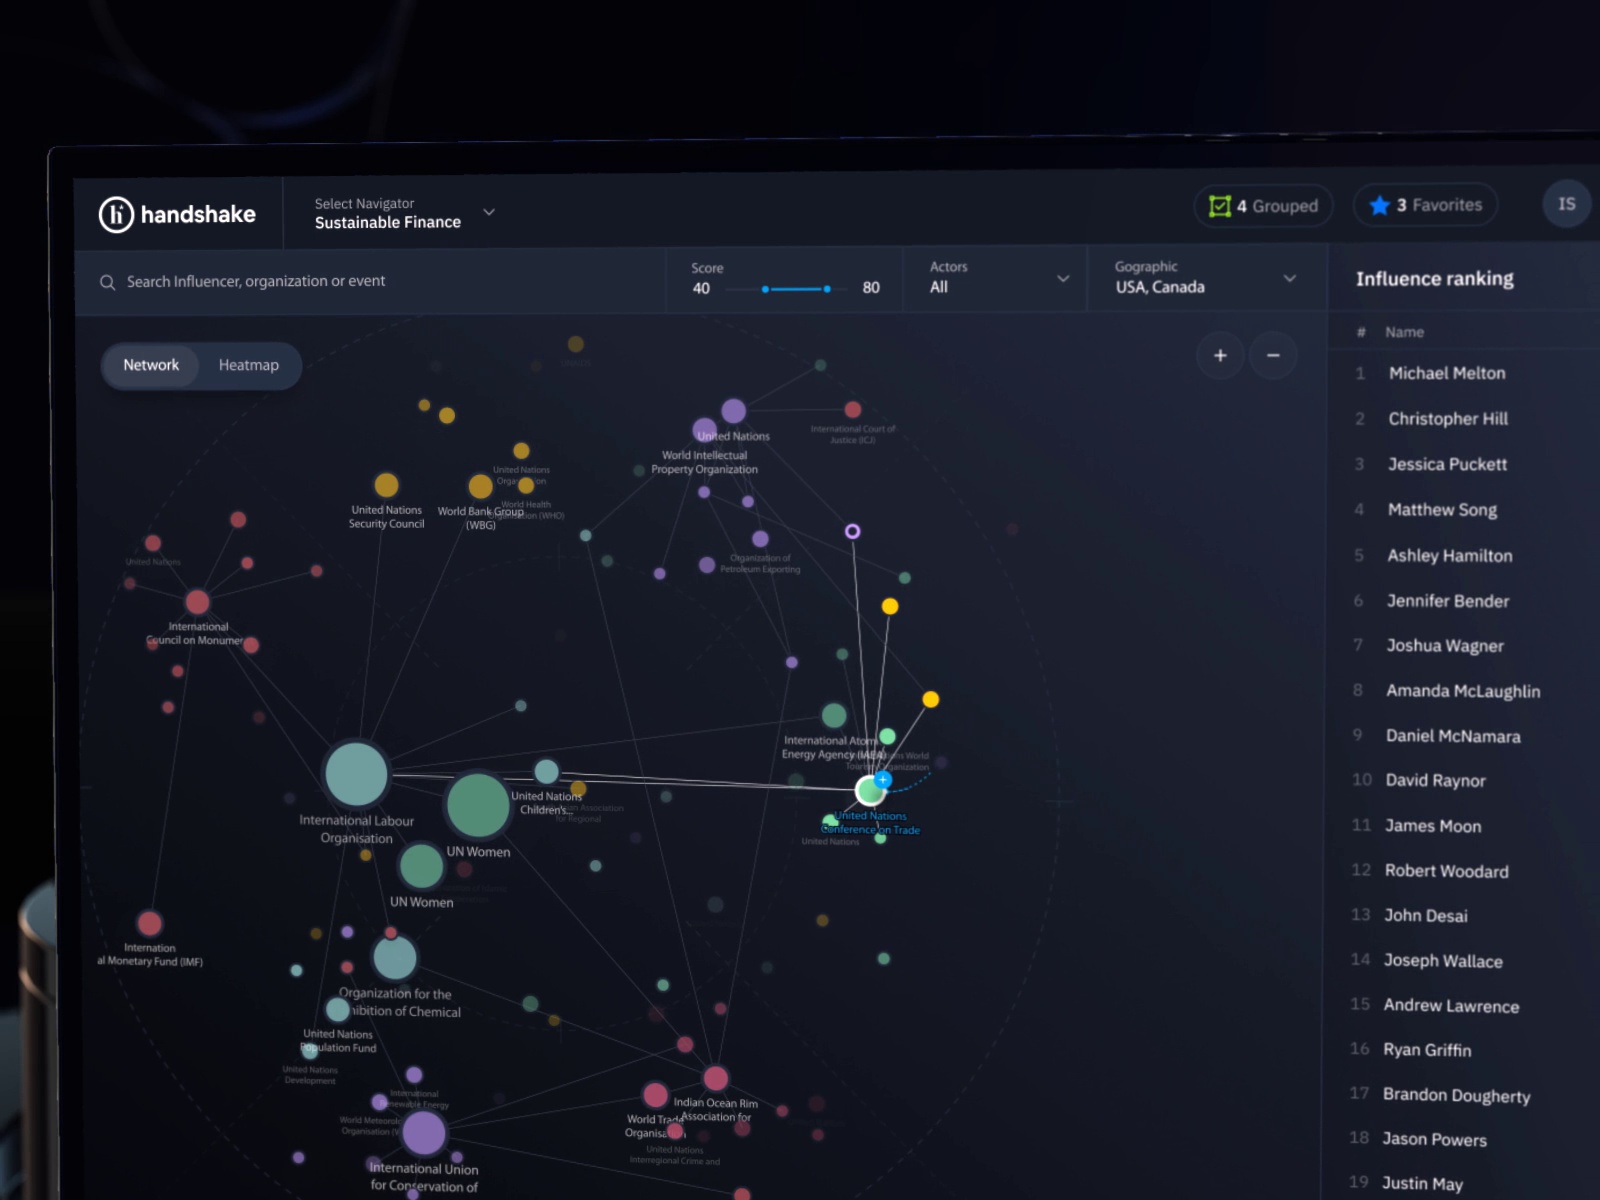 handshake
Select Navigator
Sustainable Finance
4 Grouped
3 Favorites
IS
Search Influencer, organization or event
Score
40
80
Actors
All
Gographic
USA, Canada
Influence ranking
# Name
Network
Heatmap
+
−
1 Michael Melton
2 Christopher Hill
3 Jessica Puckett
4 Matthew Song
5 Ashley Hamilton
6 Jennifer Bender
7 Joshua Wagner
8 Amanda McLaughlin
9 Daniel McNamara
10 David Raynor
11 James Moon
12 Robert Woodard
13 John Desai
14 Joseph Wallace
15 Andrew Lawrence
16 Ryan Griffin
17 Brandon Dougherty
18 Jason Powers
19 Justin May
United Nations
World Intellectual
Property Organization
International Court of
Justice (ICJ)
United Nations
United Nations
Security Council
World Bank Group
(WBG)
World Health
(WHO)
Organization of
Petroleum Exporting
United Nations
International
Council on Monumen
International Atom
Energy Agency (IAEA)
World
Organization
United Nations
Children's...
Association
for Regional
International Labour
Organisation
UN Women
UN Women
United Nations
Conference on Trade
United Nations
Internation
al Monetary Fund (IMF)
Organization for the
hibition of Chemical
United Nations
Population Fund
United Nations
Development
International
Renewable Energy
World Meteorolo
Organisation
International Union
for Conservation of
Indian Ocean Rim
Association for
World Trade
Organisation
United Nations
Interregional Crime and